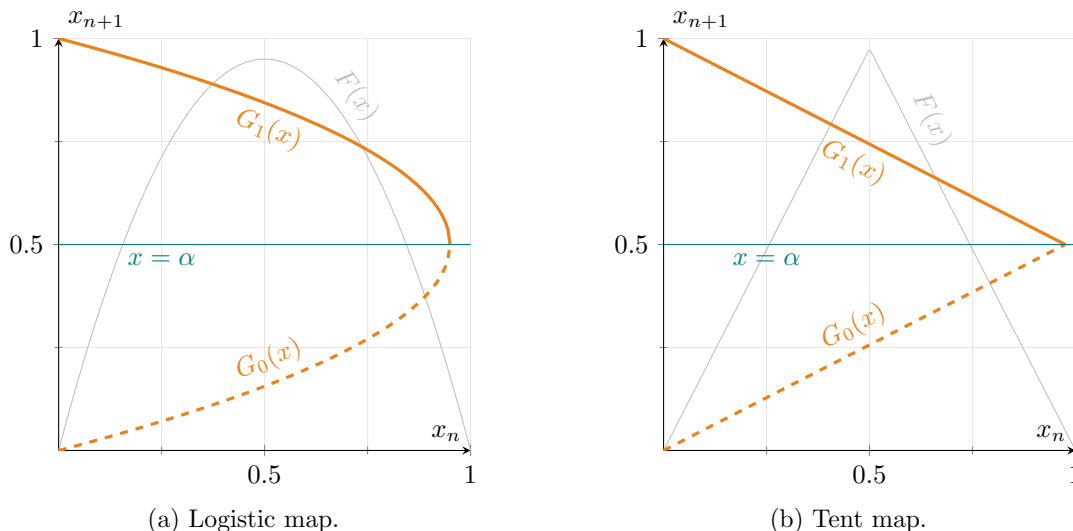 x_{n+1}
1
F(x)
G_1(x)
0.5
x = α
G_0(x)
x_n
0.5
1
(a) Logistic map.
x_{n+1}
1
F(x)
G_1(x)
0.5
x = α
G_0(x)
x_n
0.5
1
(b) Tent map.